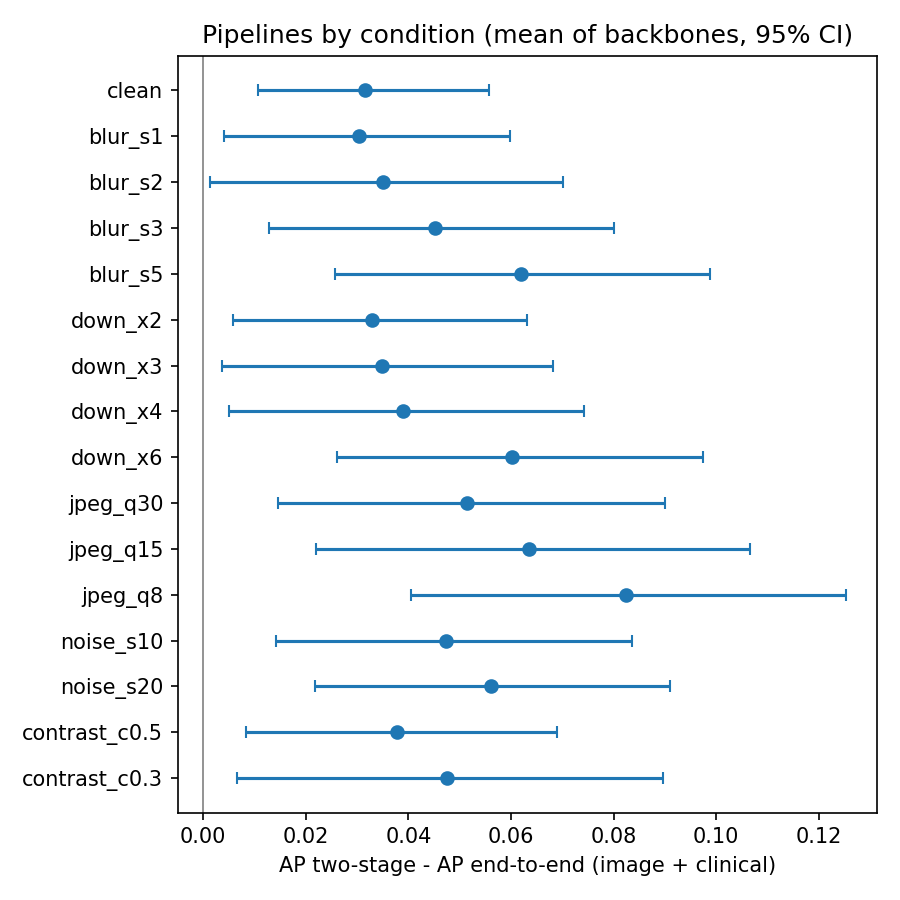 Pipelines by condition (mean of backbones, 95% CI)
clean
blur_s1
blur_s2
blur_s3
blur_s5
down_x2
down_x3
down_x4
down_x6
jpeg_q30
jpeg_q15
jpeg_q8
noise_s10
noise_s20
contrast_c0.5
contrast_c0.3
0.00 0.02 0.04 0.06 0.08 0.10 0.12
AP two-stage - AP end-to-end (image + clinical)